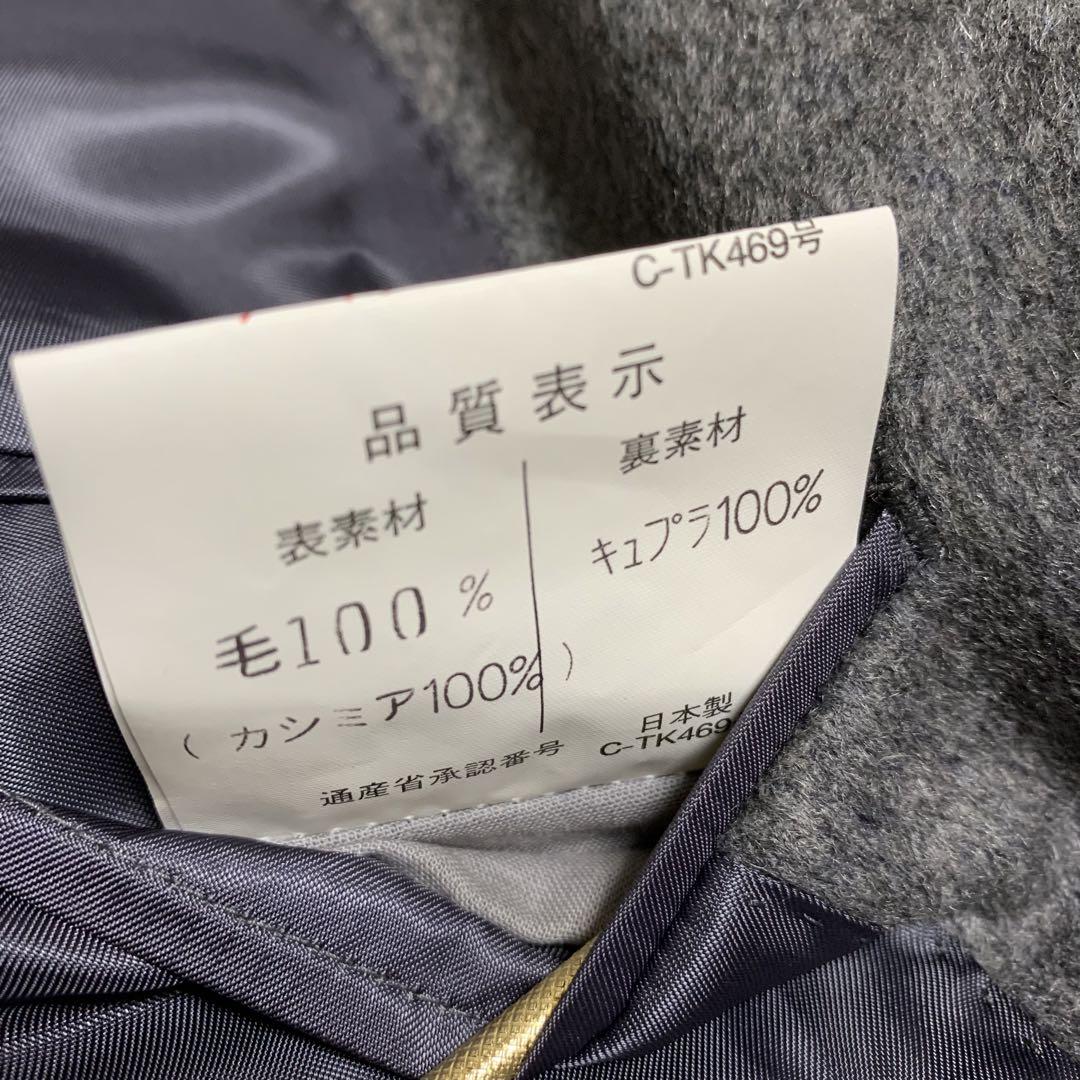 C-TK469号
品質表示
表素材
毛100%
(カシミア100%)
裏素材
キュプラ100%
日本製
通産省承認番号 C-TK469